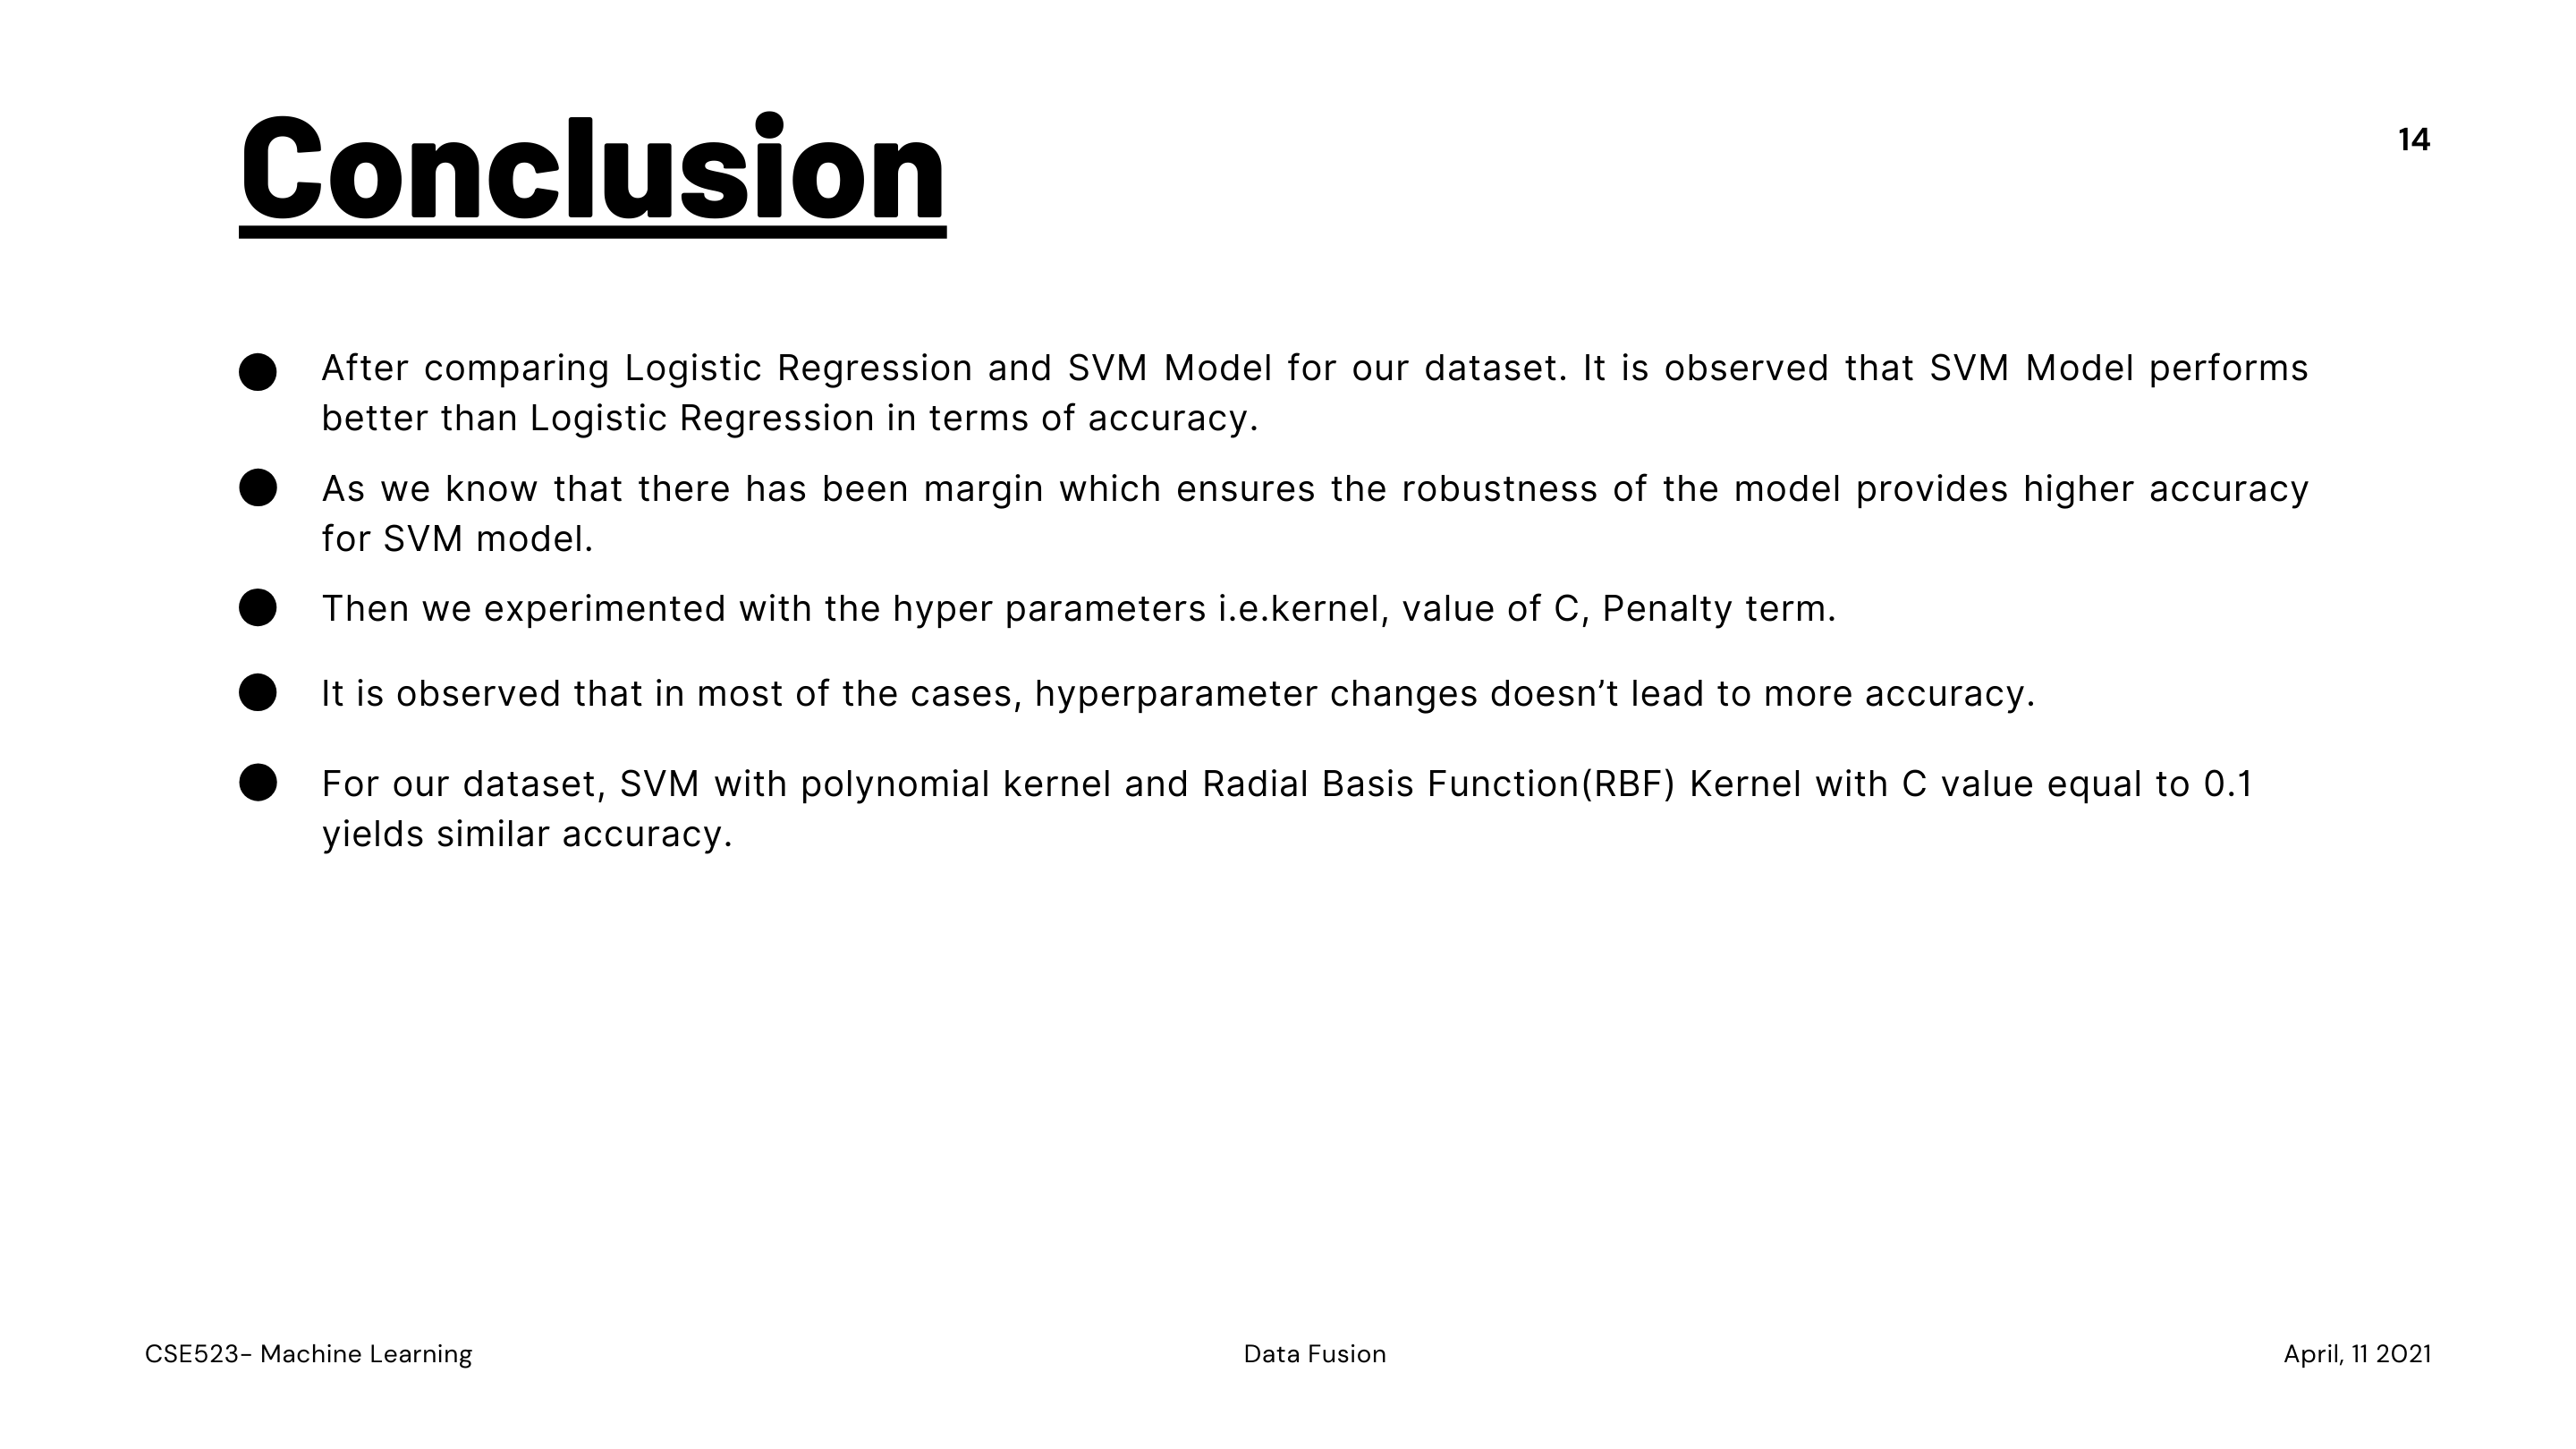 Conclusion
14
● After comparing Logistic Regression and SVM Model for our dataset. It is observed that SVM Model performs
better than Logistic Regression in terms of accuracy.
● As we know that there has been margin which ensures the robustness of the model provides higher accuracy
for SVM model.
● Then we experimented with the hyper parameters i.e.kernel, value of C, Penalty term.
● It is observed that in most of the cases, hyperparameter changes doesn’t lead to more accuracy.
● For our dataset, SVM with polynomial kernel and Radial Basis Function(RBF) Kernel with C value equal to 0.1
yields similar accuracy.
CSE523- Machine Learning
Data Fusion
April, 11 2021